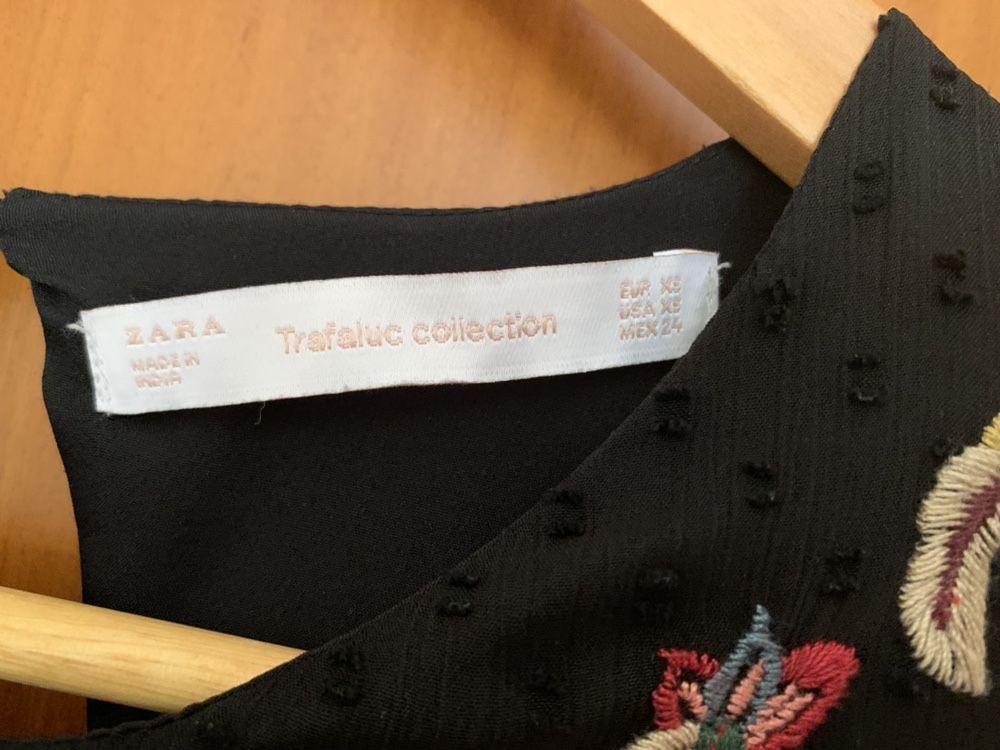 ZARA
MADE IN
INDIA
Trafaluc collection
EUR XS
USA XS
MEX 24